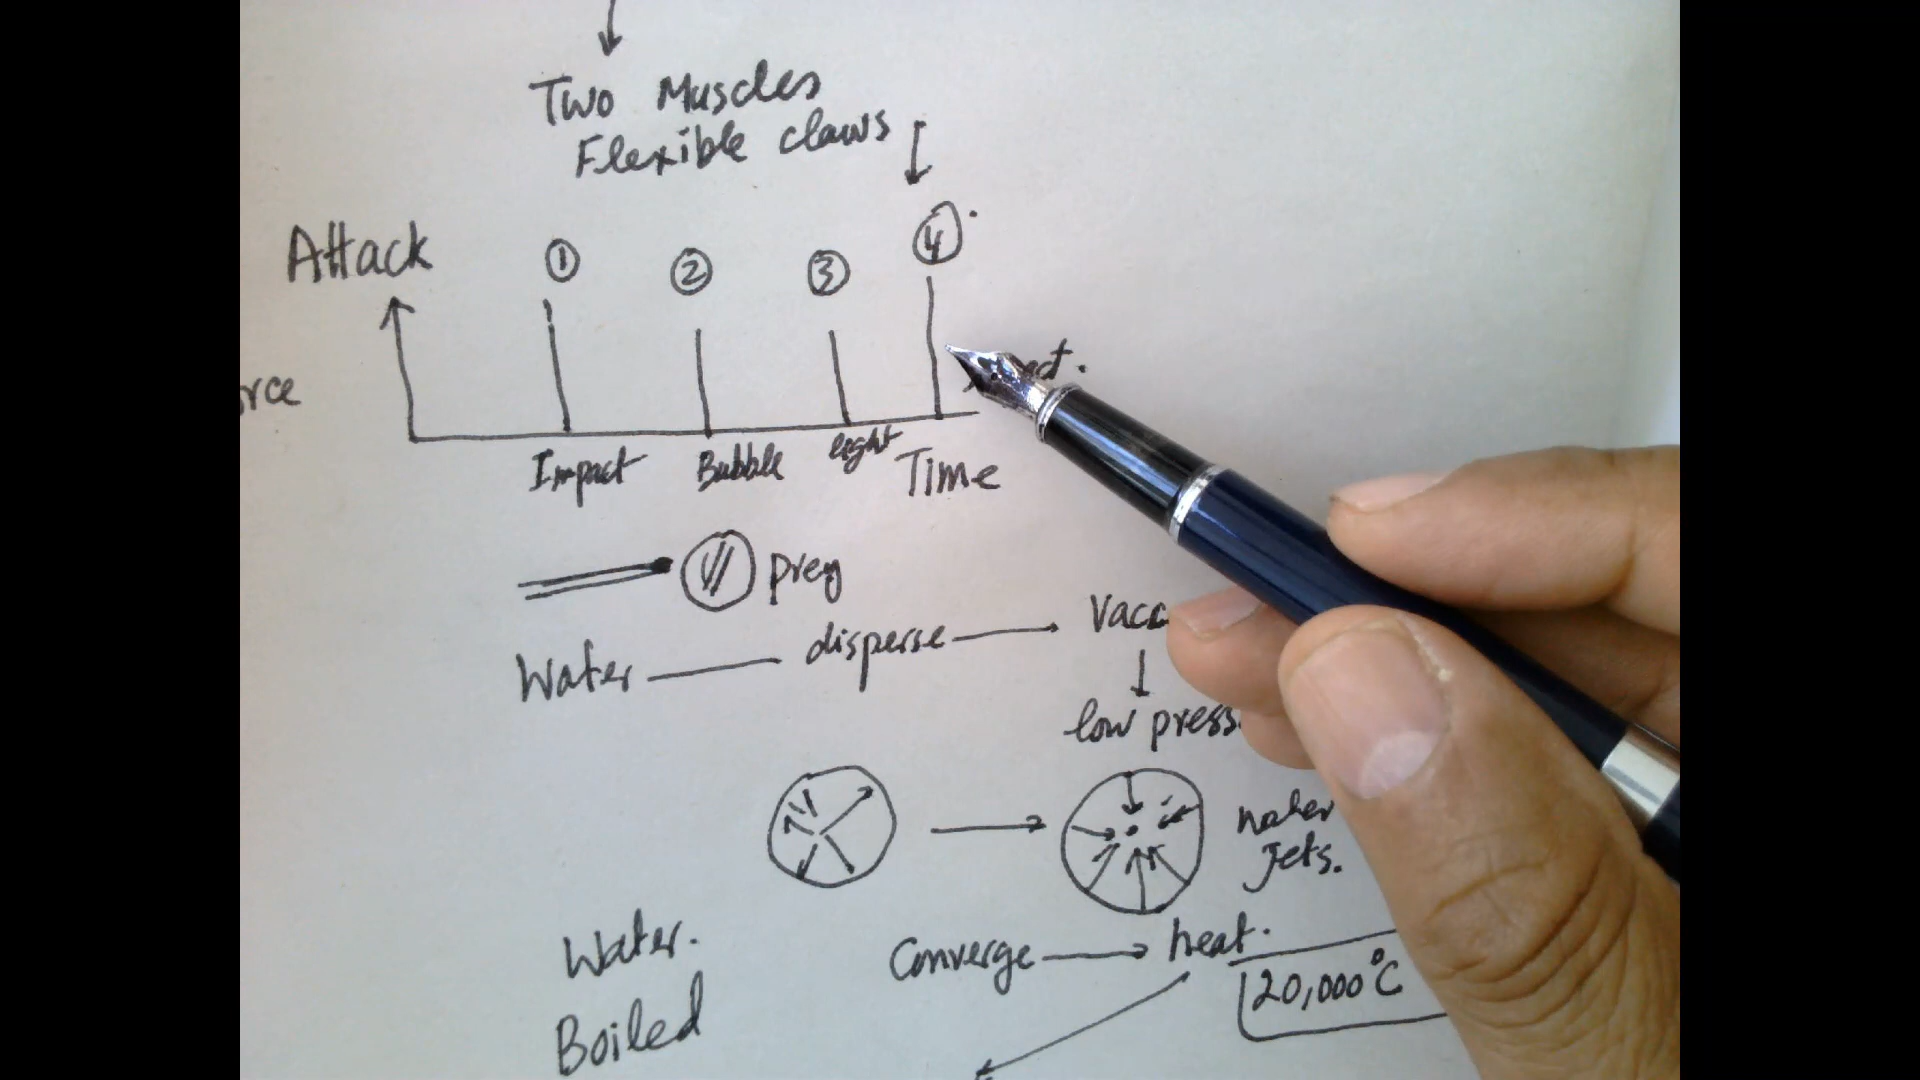 Two Muscles
Flexible claws
Attack
1 2 3 4
Impact Bubble light Time
prey
Water disperse
low press
water
Jets.
Water.
Converge heat.
20,000°C
Boiled